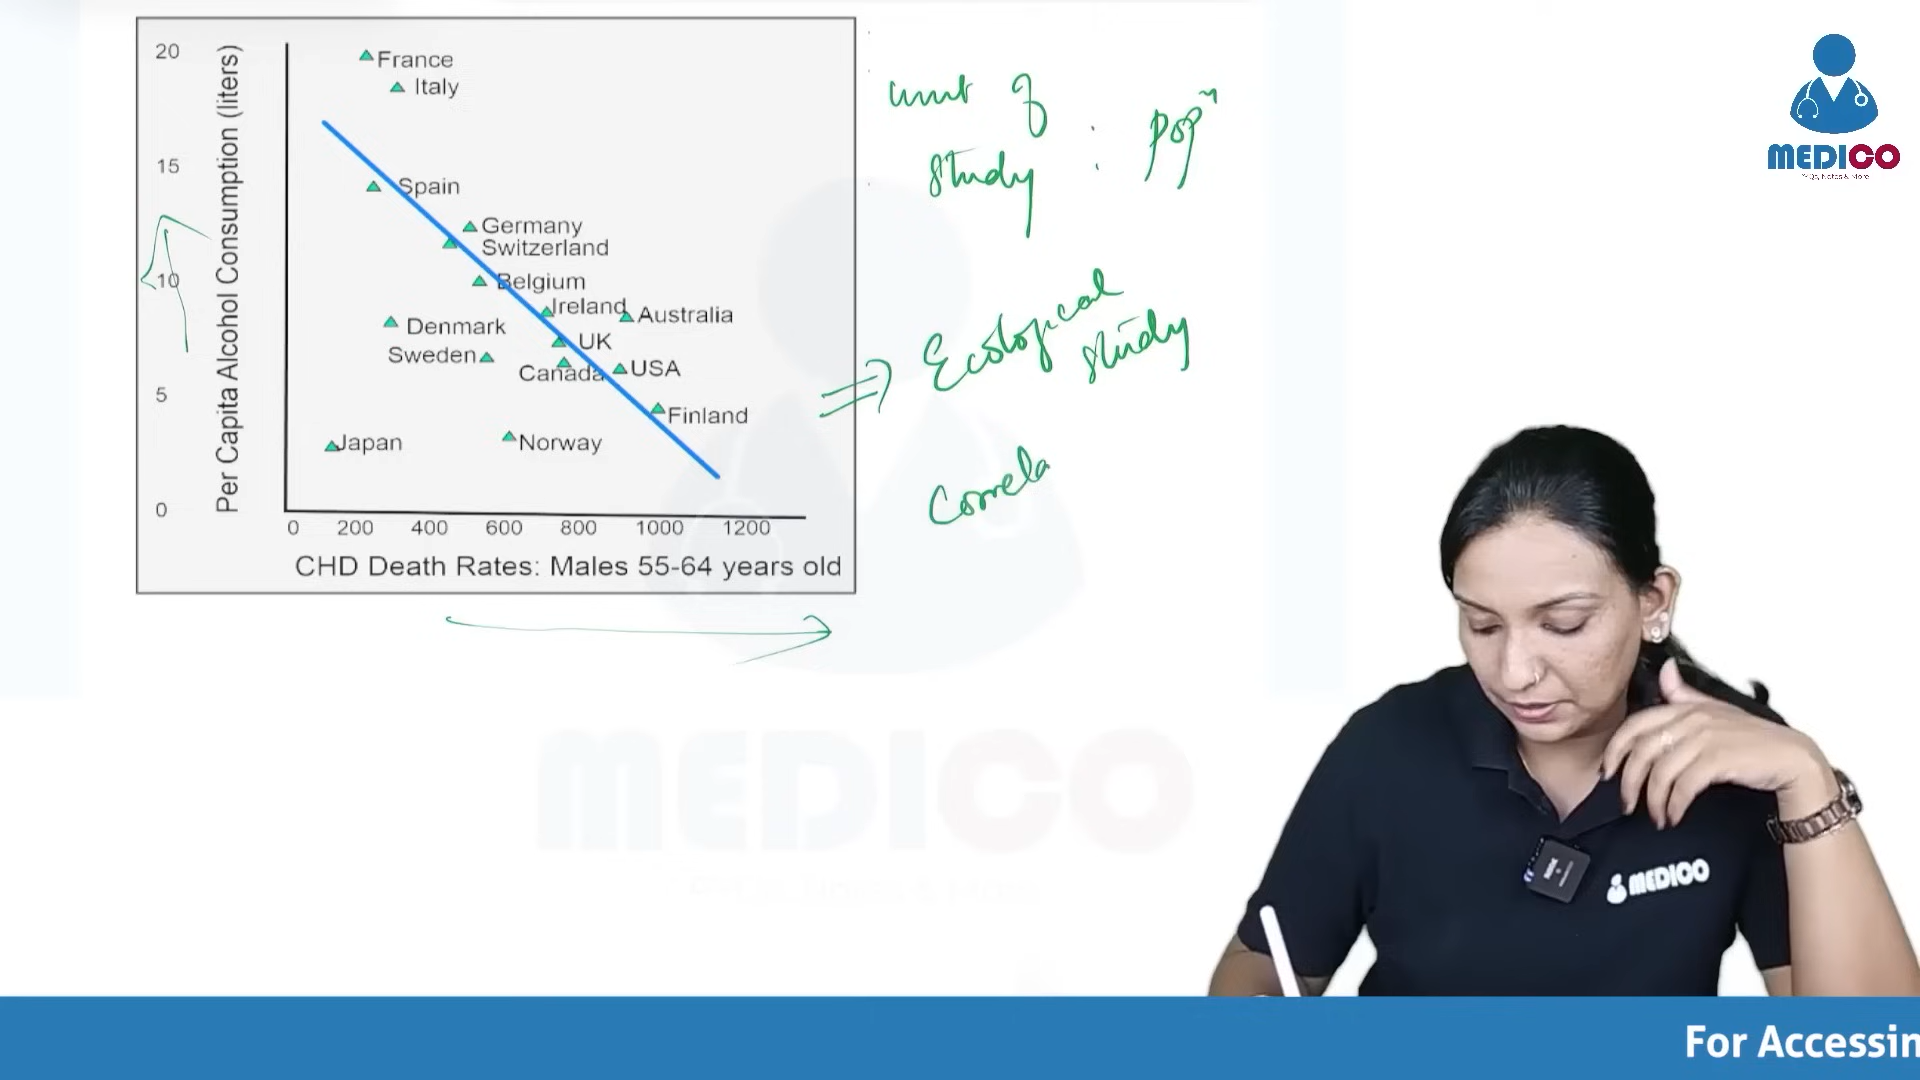 20
15
10
5
0
Per Capita Alcohol Consumption (liters)
France
Italy
Spain
Germany
Switzerland
Belgium
Ireland
Australia
Denmark
UK
Sweden
Canada
USA
Finland
Japan
Norway
0 200 400 600 800 1000 1200
CHD Death Rates: Males 55-64 years old
unit of
study : popⁿ
Ecological
study
Correla
MEDICO
MEDICO
MEDICO
For Accessin